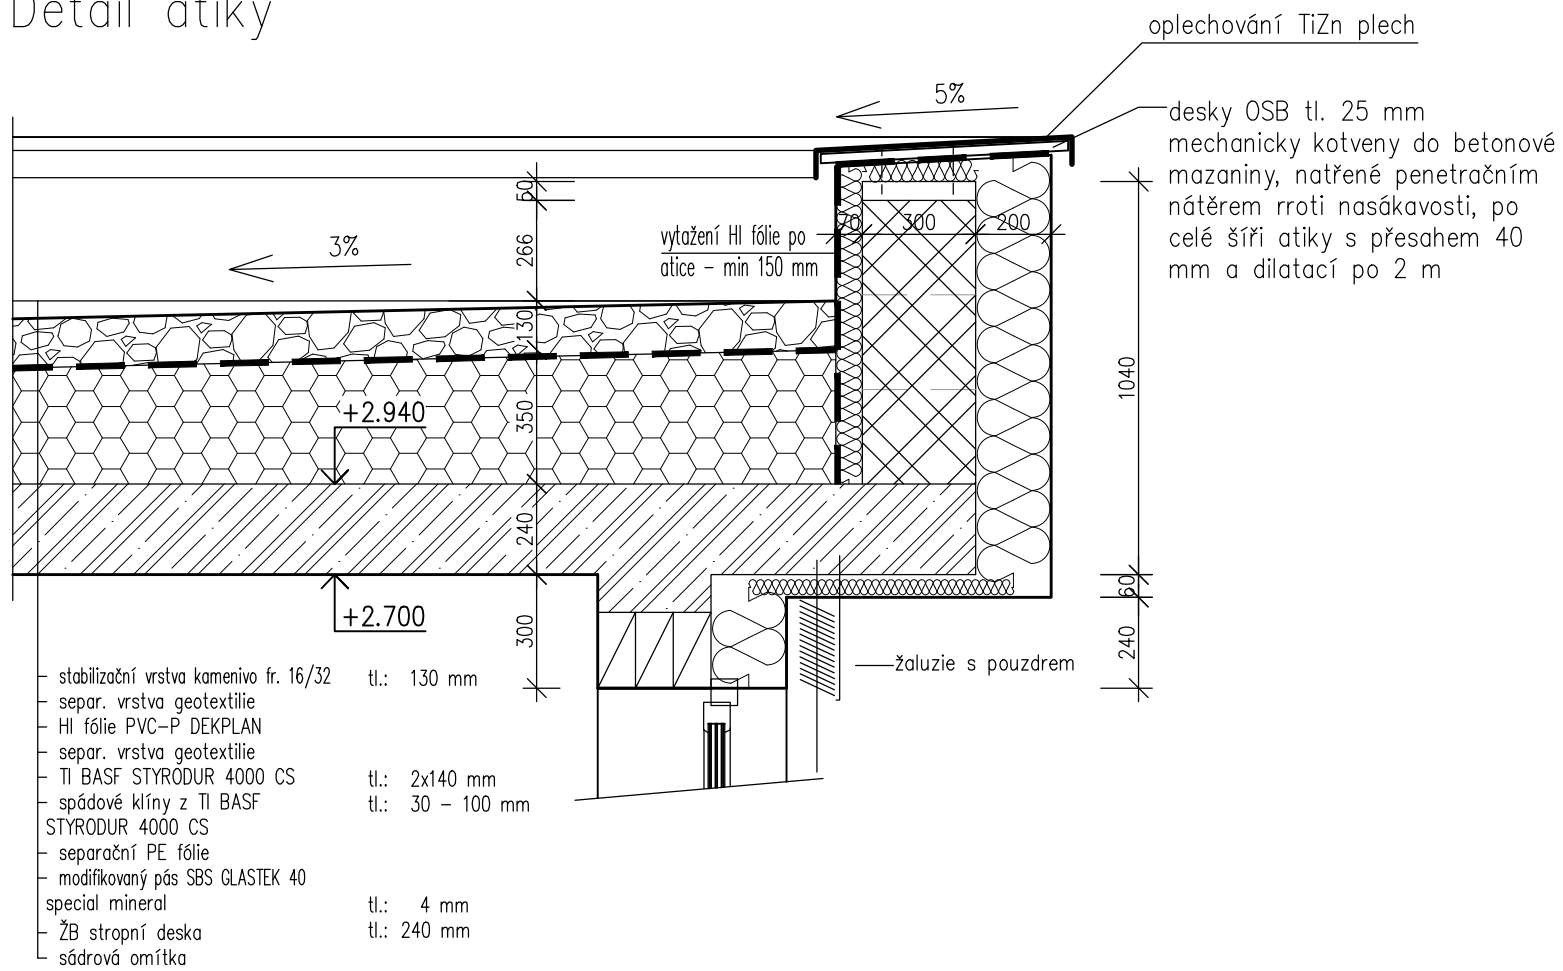 Detail atiky
oplechování TiZn plech
5%
desky OSB tl. 25 mm
mechanicky kotveny do betonové
mazaniny, natřené penetračním
nátěrem rroti nasákavosti, po
celé šíři atiky s přesahem 40
mm a dilatací po 2 m
50
70
300
200
vytažení HI fólie po
atice - min 150 mm
3%
266
130
1040
+2.940
350
240
60
+2.700
300
240
žaluzie s pouzdrem
stabilizační vrstva kamenivo fr. 16/32 tl.: 130 mm
separ. vrstva geotextilie
HI fólie PVC-P DEKPLAN
separ. vrstva geotextilie
TI BASF STYRODUR 4000 CS tl.: 2x140 mm
spádové klíny z TI BASF tl.: 30 - 100 mm
STYRODUR 4000 CS
separační PE fólie
modifikovaný pás SBS GLASTEK 40
special mineral tl.: 4 mm
ŽB stropní deska tl.: 240 mm
sádrová omítka